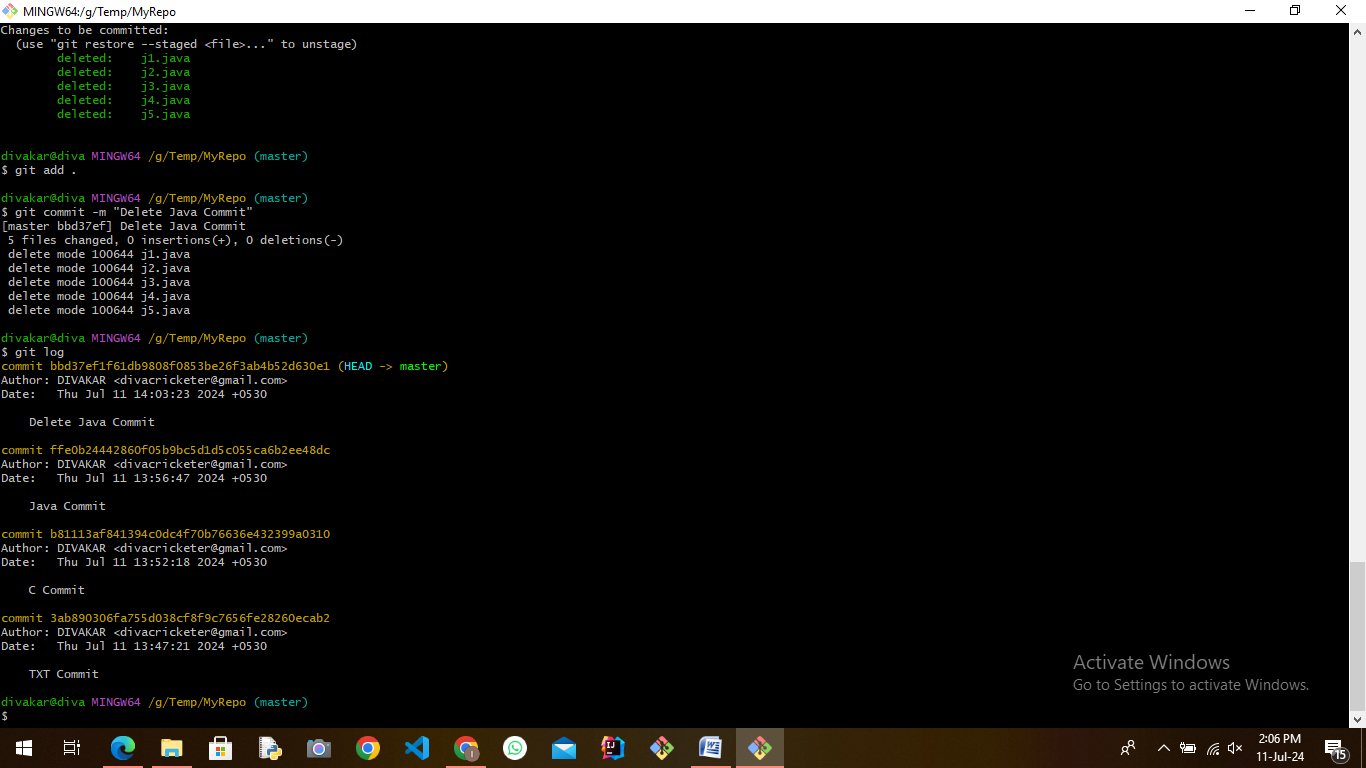 MINGW64:/g/Temp/MyRepo
Changes to be committed:
(use "git restore --staged <file>..." to unstage)
deleted: j1.java
deleted: j2.java
deleted: j3.java
deleted: j4.java
deleted: j5.java
divakar@diva MINGW64 /g/Temp/MyRepo (master)
$ git add .
divakar@diva MINGW64 /g/Temp/MyRepo (master)
$ git commit -m "Delete Java Commit"
[master bbd37ef] Delete Java Commit
5 files changed, 0 insertions(+), 0 deletions(-)
delete mode 100644 j1.java
delete mode 100644 j2.java
delete mode 100644 j3.java
delete mode 100644 j4.java
delete mode 100644 j5.java
divakar@diva MINGW64 /g/Temp/MyRepo (master)
$ git log
commit bbd37ef1f61db9808f0853be26f3ab4b52d630e1 (HEAD -> master)
Author: DIVAKAR <divacricketer@gmail.com>
Date: Thu Jul 11 14:03:23 2024 +0530
Delete Java Commit
commit ffe0b24442860f05b9bc5d1d5c055ca6b2ee48dc
Author: DIVAKAR <divacricketer@gmail.com>
Date: Thu Jul 11 13:56:47 2024 +0530
Java Commit
commit b81113af841394c0dc4f70b76636e432399a0310
Author: DIVAKAR <divacricketer@gmail.com>
Date: Thu Jul 11 13:52:18 2024 +0530
C Commit
commit 3ab890306fa755d038cf8f9c7656fe28260ecab2
Author: DIVAKAR <divacricketer@gmail.com>
Date: Thu Jul 11 13:47:21 2024 +0530
TXT Commit
divakar@diva MINGW64 /g/Temp/MyRepo (master)
$
Activate Windows
Go to Settings to activate Windows.
2:06 PM
11-Jul-24
15